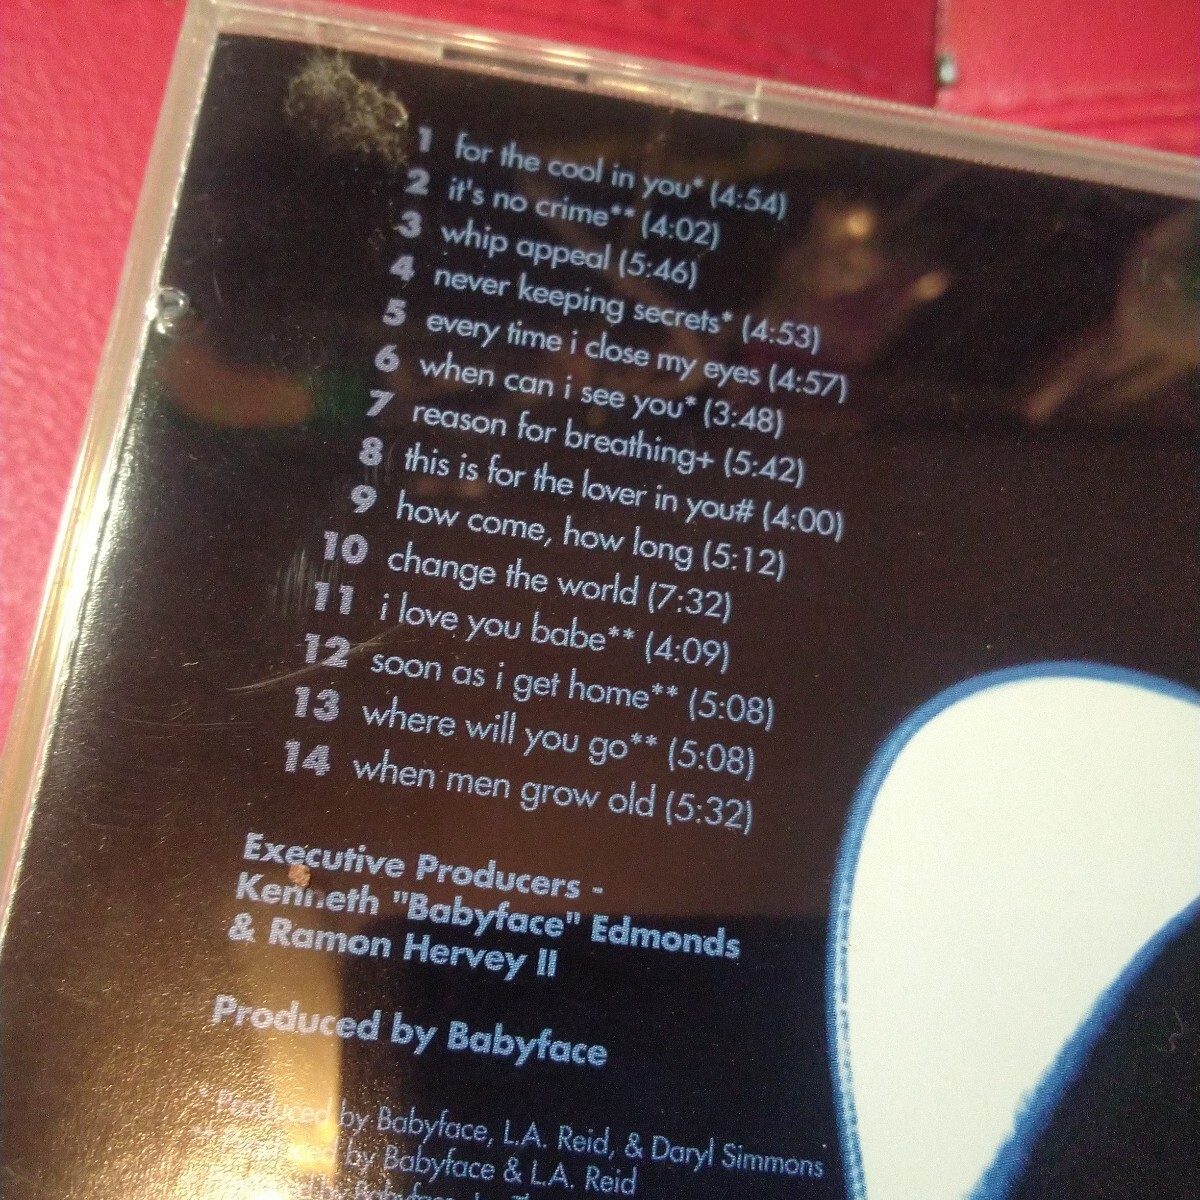 1 for the cool in you* (4:54)
2 it's no crime** (4:02)
3 whip appeal (5:46)
4 never keeping secrets* (4:53)
5 every time i close my eyes (4:57)
6 when can i see you* (3:48)
7 reason for breathing+ (5:42)
8 this is for the lover in you# (4:00)
9 how come, how long (5:12)
10 change the world (7:32)
11 i love you babe** (4:09)
12 soon as i get home** (5:08)
13 where will you go** (5:08)
14 when men grow old (5:32)
Executive Producers -
Kenneth "Babyface" Edmonds
& Ramon Hervey II
Produced by Babyface
* Produced by Babyface, L.A. Reid, & Daryl Simmons
** Produced by Babyface & L.A. Reid
by Babyface